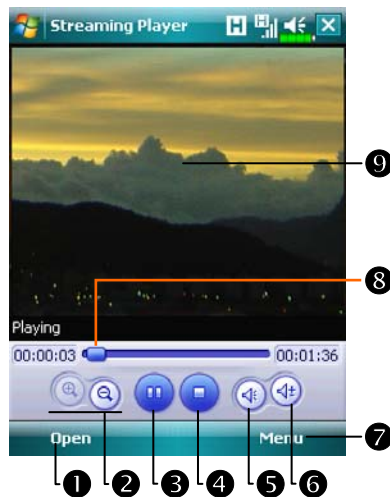 Streaming Player
H
9
8
Playing
00:00:03 00:01:36
Open Menu
7
1 2 3 4 5 6